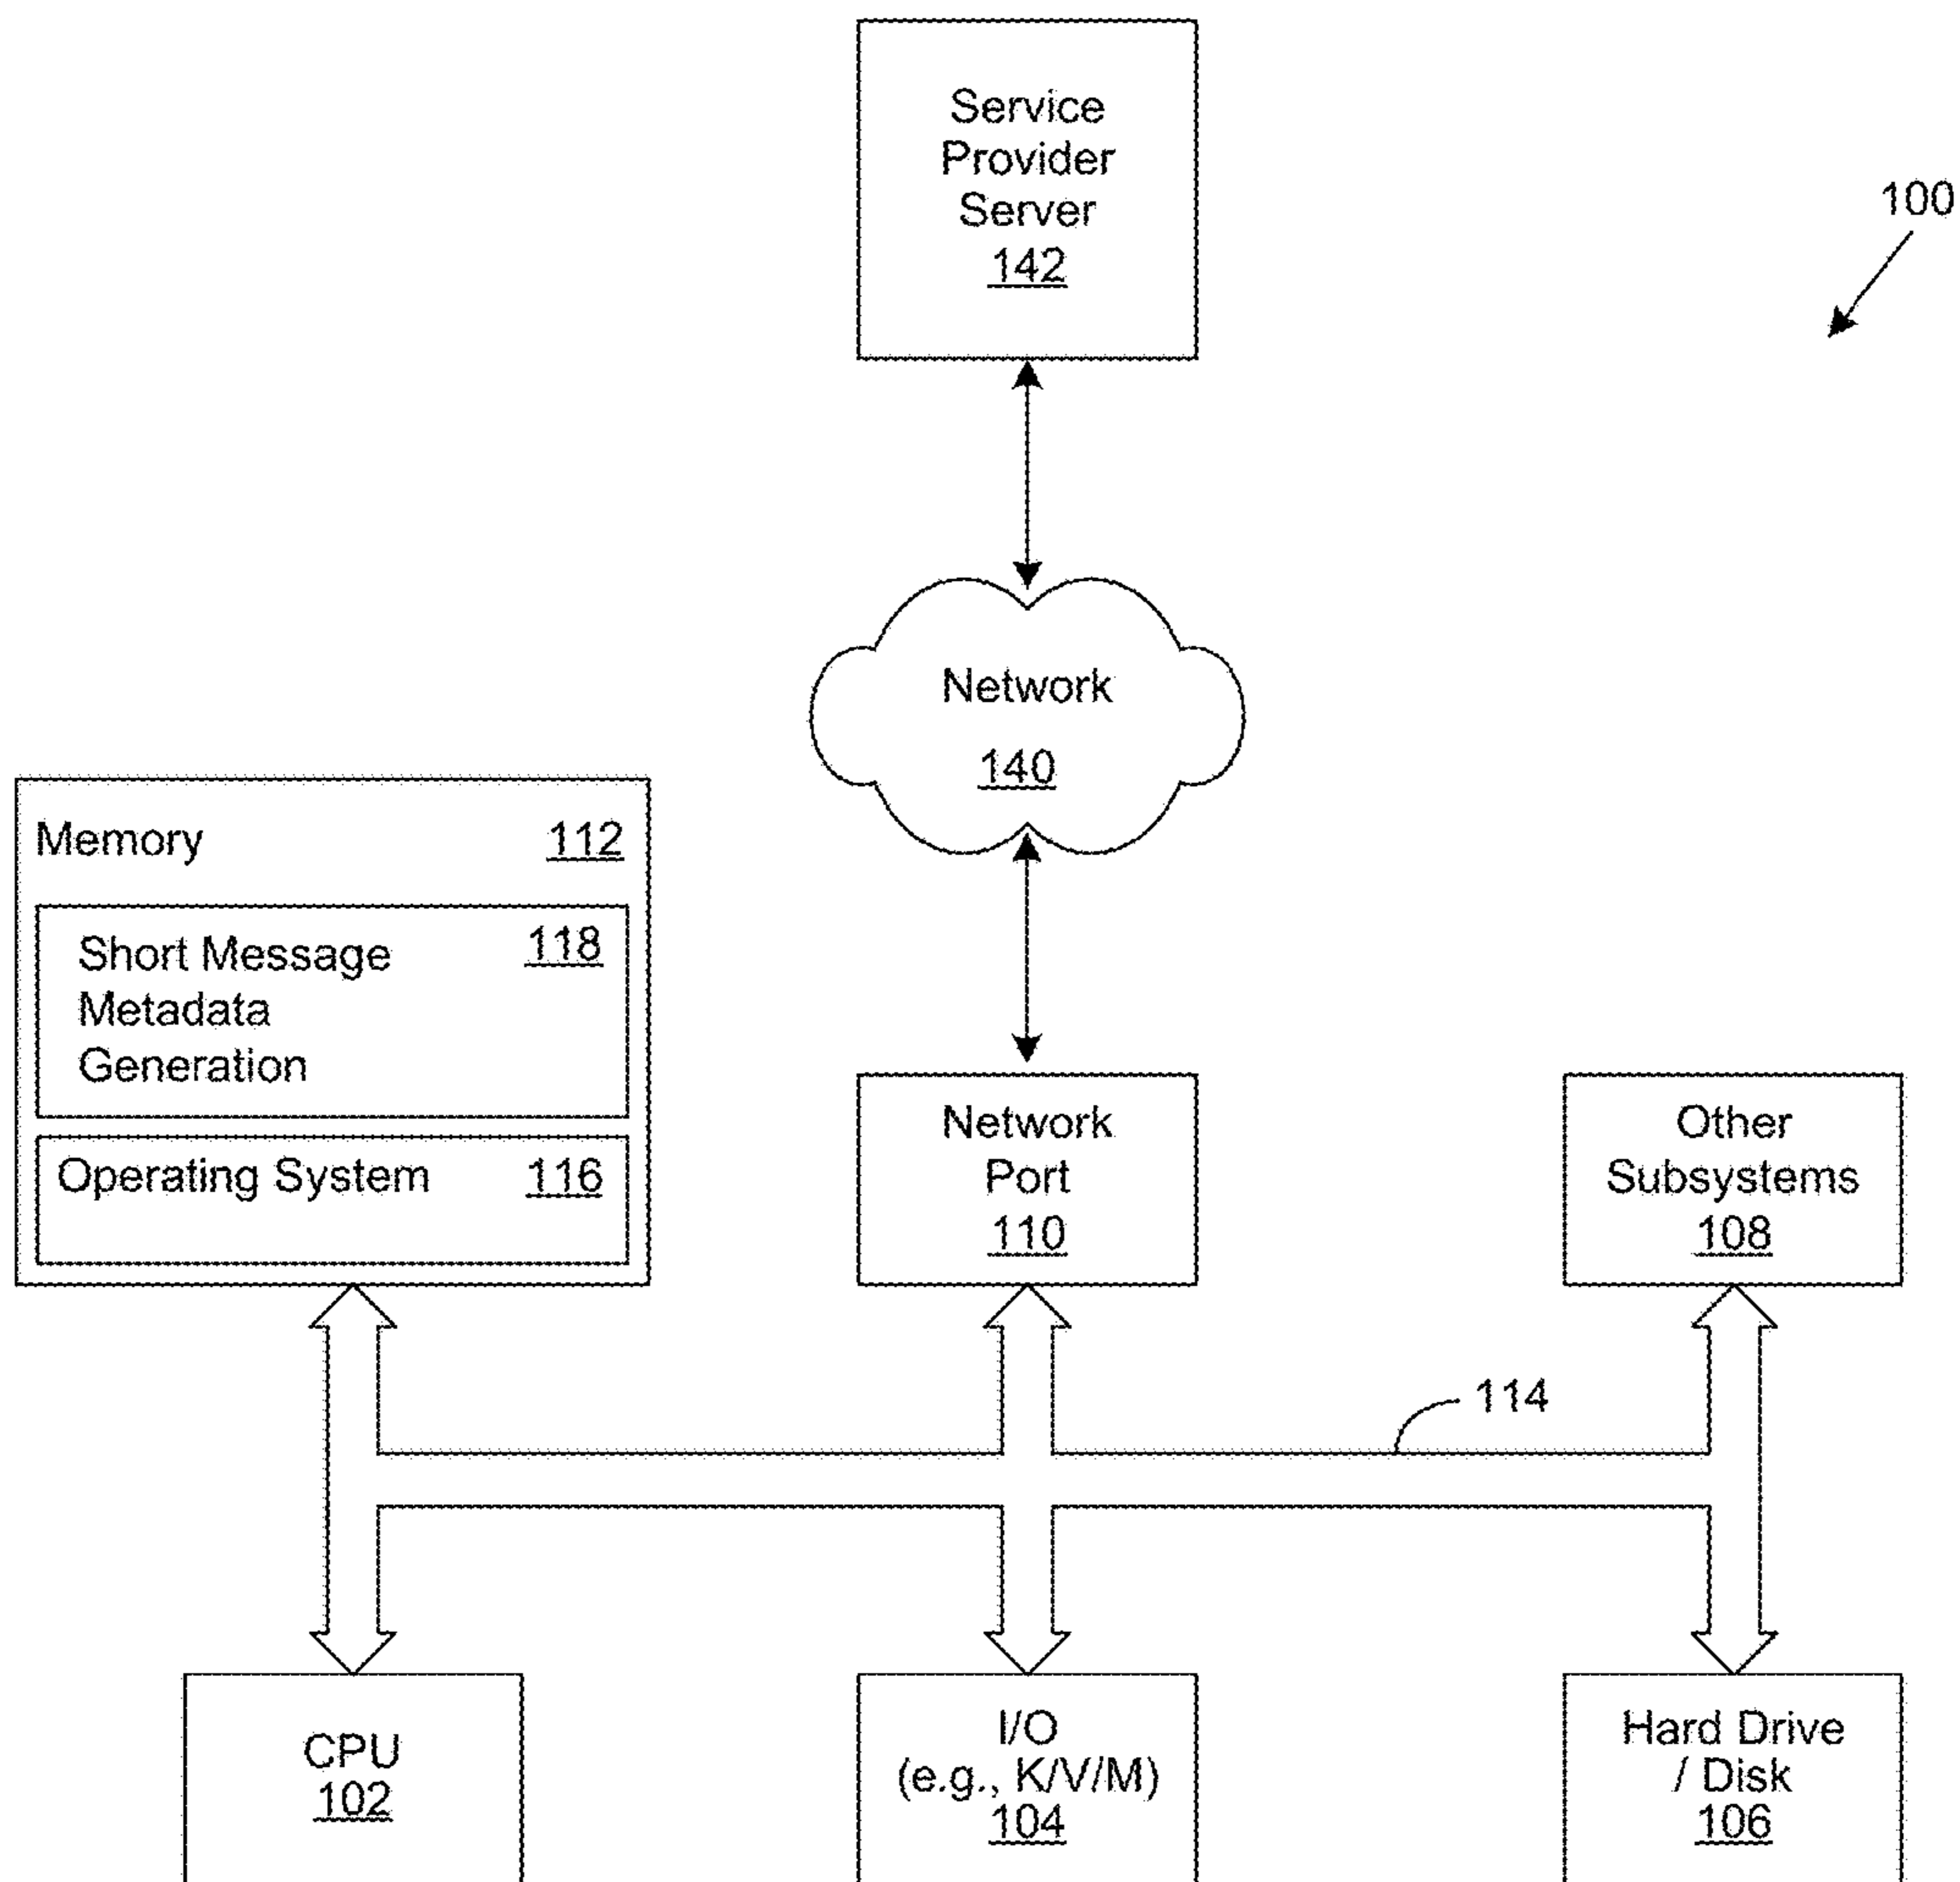 Service
Provider
Server
142
100
Network
140
Memory 112
Short Message 118
Metadata
Generation
Operating System 116
Network
Port
110
Other
Subsystems
108
114
CPU
102
I/O
(e.g., K/V/M)
104
Hard Drive
/ Disk
106